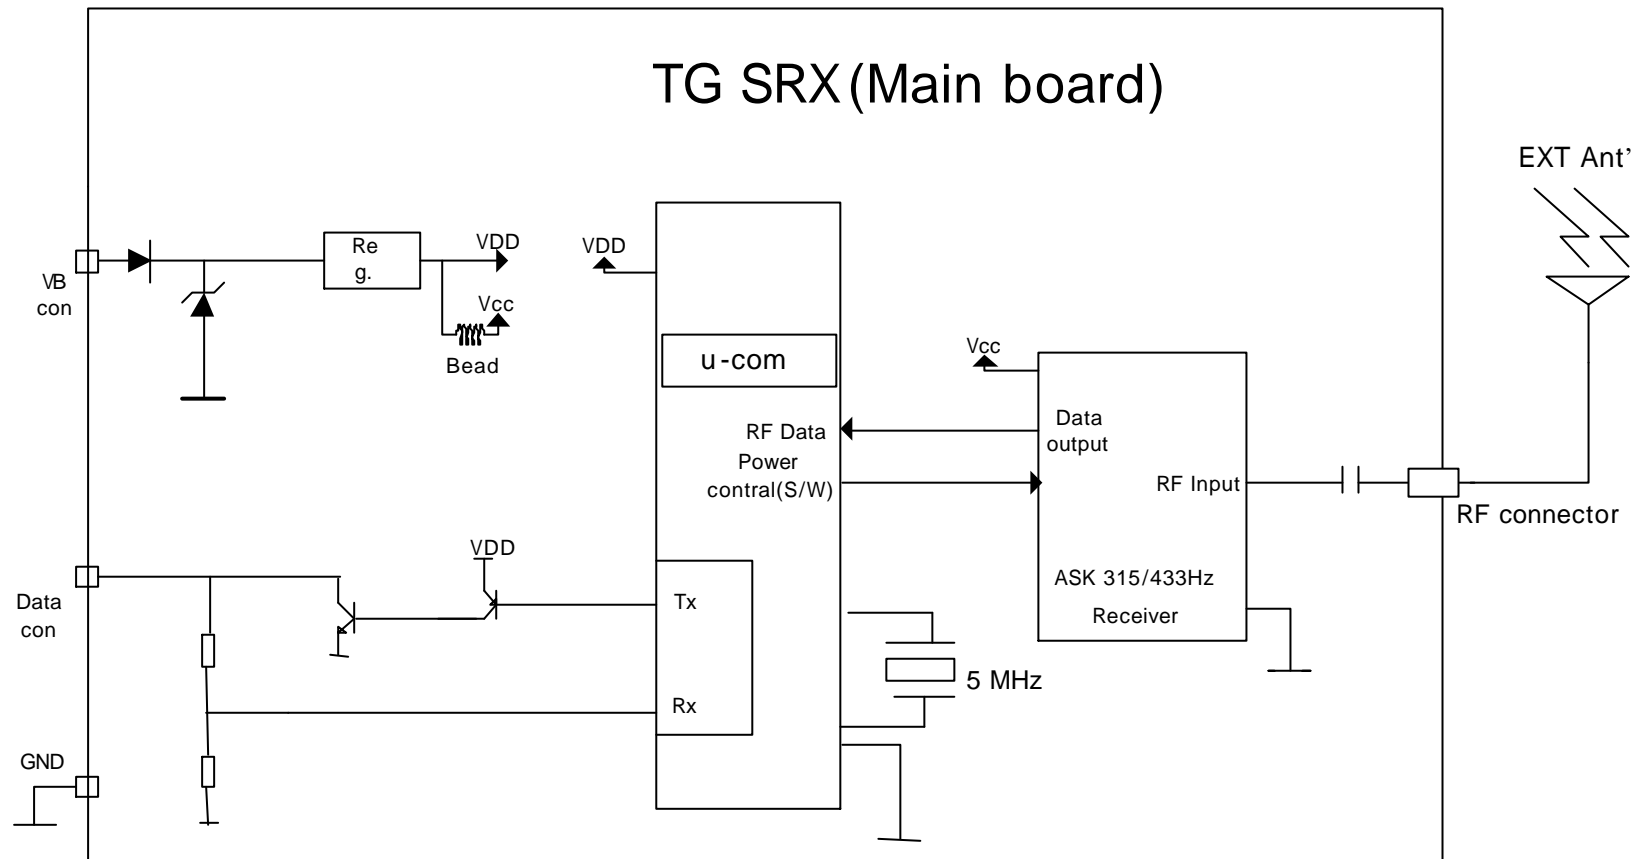 TG SRX (Main board)
EXT Ant'
VB
con
Re
g.
VDD
Vcc
Bead
VDD
u-com
RF Data
Power
contral(S/W)
Vcc
Data
output
RF Input
ASK 315/433Hz
Receiver
RF connector
Data
con
VDD
Tx
Rx
5 MHz
GND